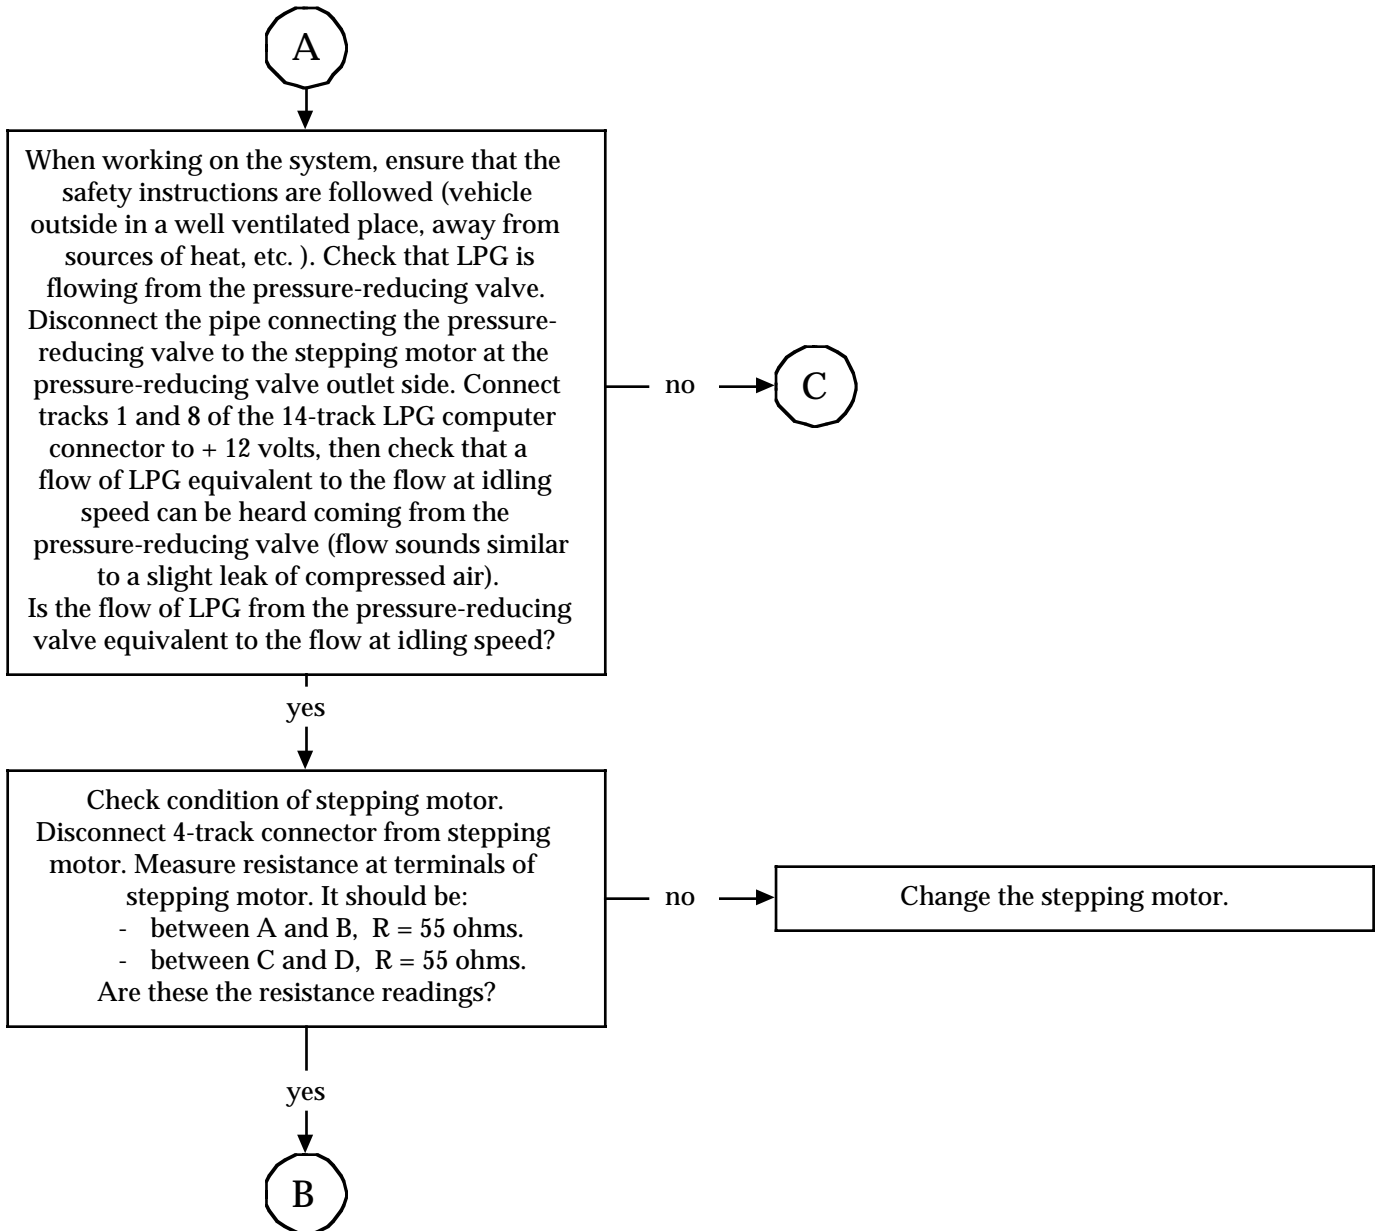 A
When working on the system, ensure that the
safety instructions are followed (vehicle
outside in a well ventilated place, away from
sources of heat, etc. ). Check that LPG is
flowing from the pressure-reducing valve.
Disconnect the pipe connecting the pressure-
reducing valve to the stepping motor at the
pressure-reducing valve outlet side. Connect
tracks 1 and 8 of the 14-track LPG computer
connector to + 12 volts, then check that a
flow of LPG equivalent to the flow at idling
speed can be heard coming from the
pressure-reducing valve (flow sounds similar
to a slight leak of compressed air).
Is the flow of LPG from the pressure-reducing
valve equivalent to the flow at idling speed?
no
C
yes
Check condition of stepping motor.
Disconnect 4-track connector from stepping
motor. Measure resistance at terminals of
stepping motor. It should be:
- between A and B, R = 55 ohms.
- between C and D, R = 55 ohms.
Are these the resistance readings?
no
Change the stepping motor.
yes
B